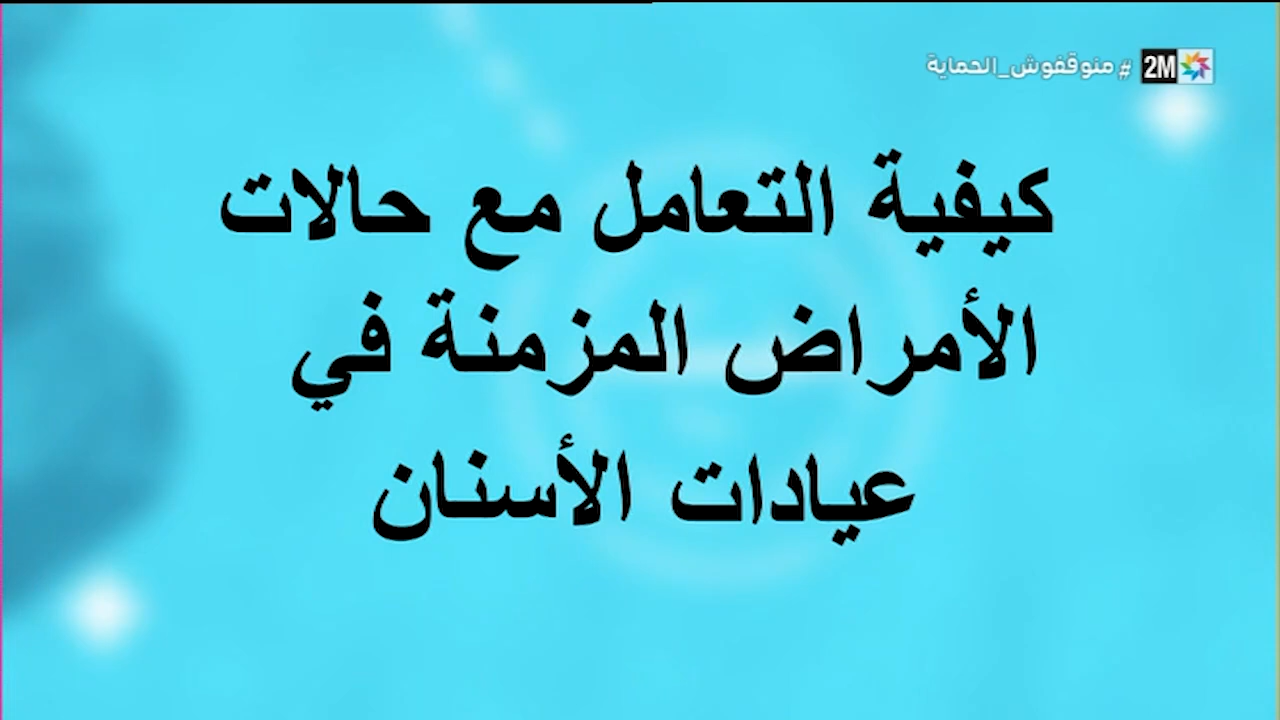 #منوقفوش_الحماية 2M
كيفية التعامل مع حالات
الأمراض المزمنة في
عيادات الأسنان